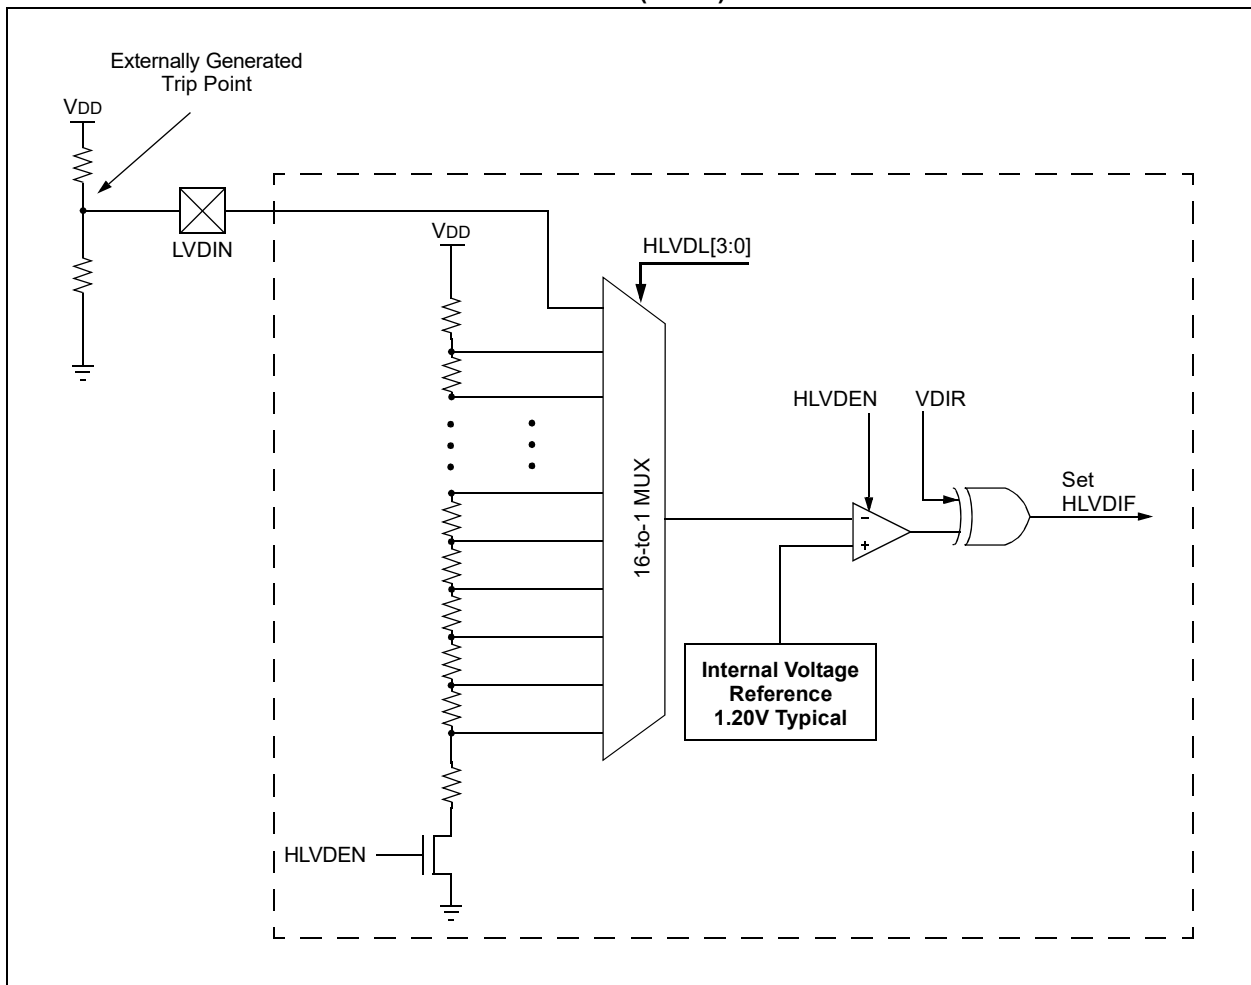 Externally Generated
Trip Point
VDD
LVDIN
VDD
HLVDL[3:0]
16-to-1 MUX
HLVDEN
VDIR
Set
HLVDIF
-
+
Internal Voltage
Reference
1.20V Typical
HLVDEN